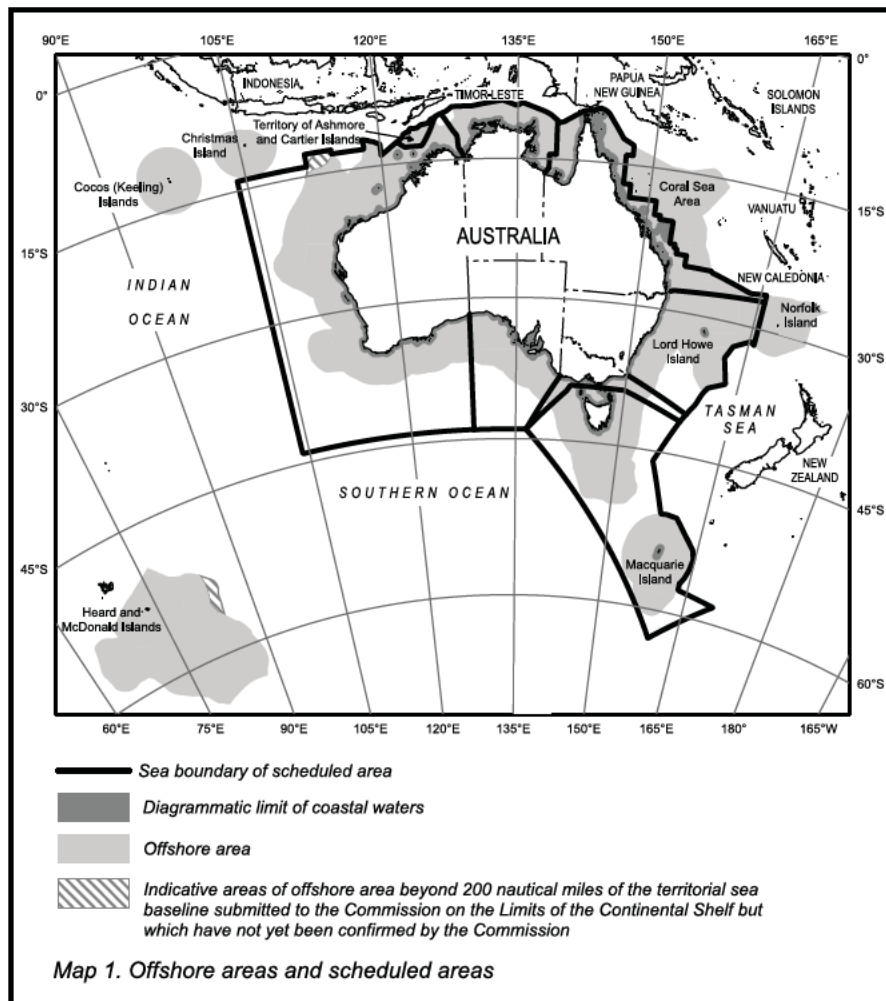 90°E
105°E
120°E
135°E
150°E
165°E
0°
0°
INDONESIA
TIMOR-LESTE
PAPUA
NEW GUINEA
SOLOMON
ISLANDS
Territory of Ashmore
and Cartier Islands
Christmas
Island
Cocos (Keeling)
Islands
Coral Sea
Area
VANUATU
15°S
15°S
AUSTRALIA
NEW CALEDONIA
INDIAN
OCEAN
Norfolk
Island
Lord Howe
Island
30°S
30°S
TASMAN
SEA
NEW
ZEALAND
SOUTHERN OCEAN
45°S
45°S
Macquarie
Island
Heard and
McDonald Islands
60°S
60°E
75°E
90°E
105°E
120°E
135°E
150°E
165°E
180°
165°W
Sea boundary of scheduled area
Diagrammatic limit of coastal waters
Offshore area
Indicative areas of offshore area beyond 200 nautical miles of the territorial sea
baseline submitted to the Commission on the Limits of the Continental Shelf but
which have not yet been confirmed by the Commission
Map 1. Offshore areas and scheduled areas